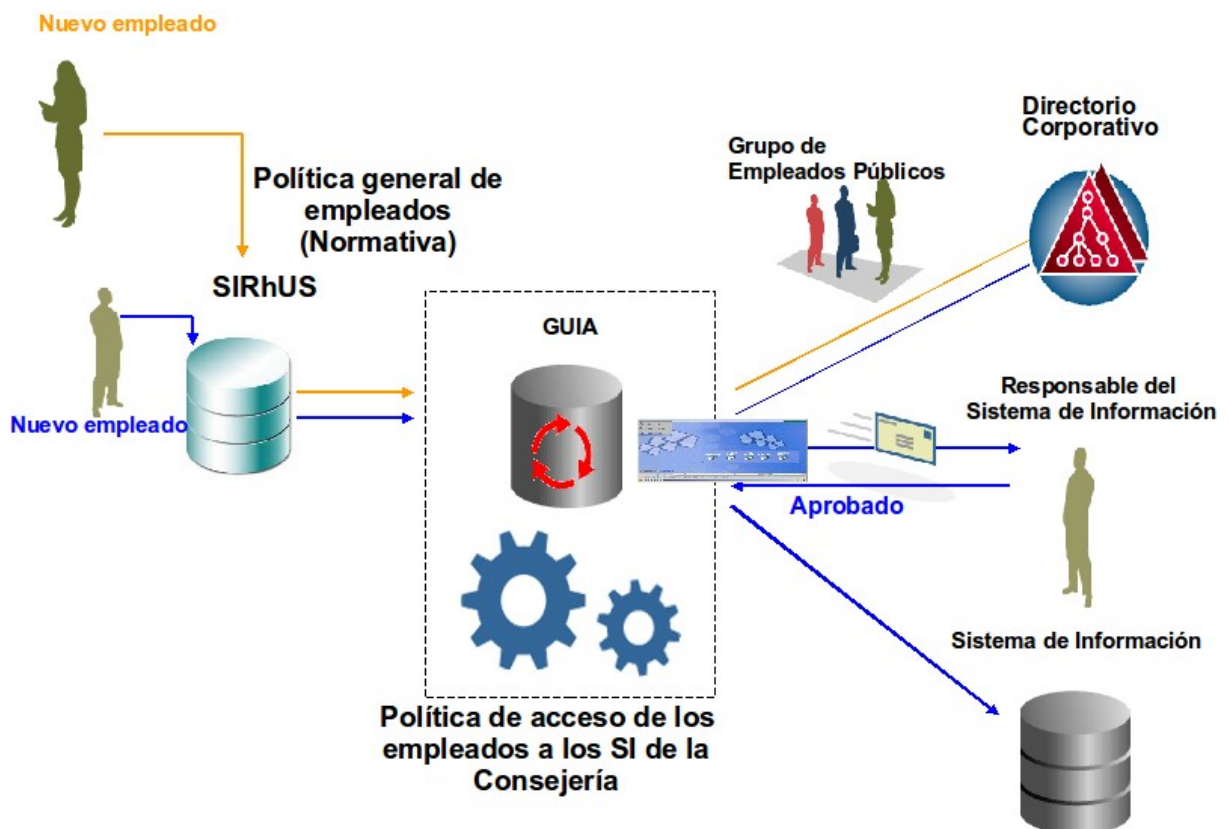 Nuevo empleado
Política general de
empleados
(Normativa)
SIRhUS
Nuevo empleado
GUIA
Política de acceso de los
empleados a los SI de la
Consejería
Grupo de
Empleados Públicos
Directorio
Corporativo
Responsable del
Sistema de Información
Aprobado
Sistema de Información